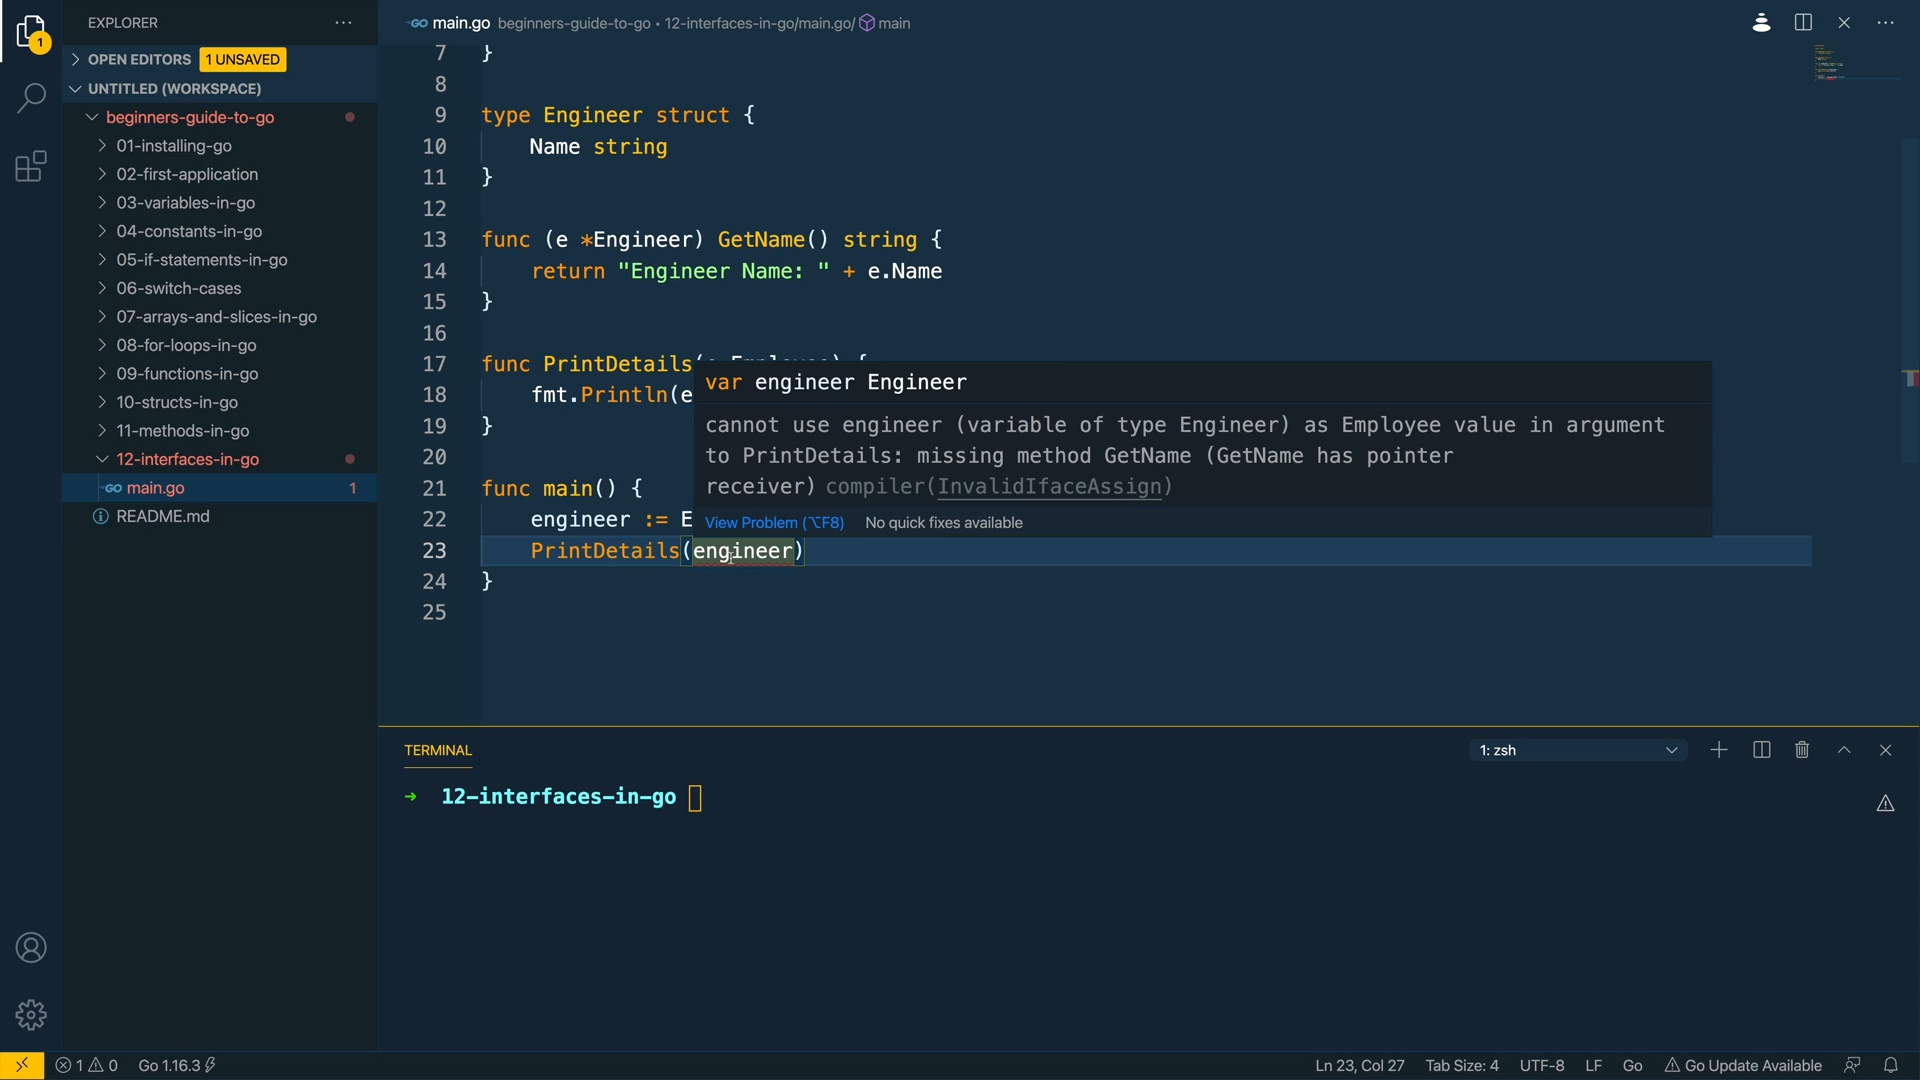 EXPLORER
OPEN EDITORS 1 UNSAVED
UNTITLED (WORKSPACE)
beginners-guide-to-go
01-installing-go
02-first-application
03-variables-in-go
04-constants-in-go
05-if-statements-in-go
06-switch-cases
07-arrays-and-slices-in-go
08-for-loops-in-go
09-functions-in-go
10-structs-in-go
11-methods-in-go
12-interfaces-in-go
GO main.go 1
README.md
1
GO main.go beginners-guide-to-go • 12-interfaces-in-go/main.go/ main
7 }
8
9 type Engineer struct {
10 Name string
11 }
12
13 func (e *Engineer) GetName() string {
14 return "Engineer Name: " + e.Name
15 }
16
17 func PrintDetails(e Employee) {
18 fmt.Println(e
19 }
20
21 func main() {
22 engineer := E
23 PrintDetails(engineer)
24 }
25
var engineer Engineer
cannot use engineer (variable of type Engineer) as Employee value in argument
to PrintDetails: missing method GetName (GetName has pointer
receiver) compiler(InvalidIfaceAssign)
View Problem (⌥F8) No quick fixes available
TERMINAL
1: zsh
➜ 12-interfaces-in-go
1 0 Go 1.16.3
Ln 23, Col 27 Tab Size: 4 UTF-8 LF Go Go Update Available